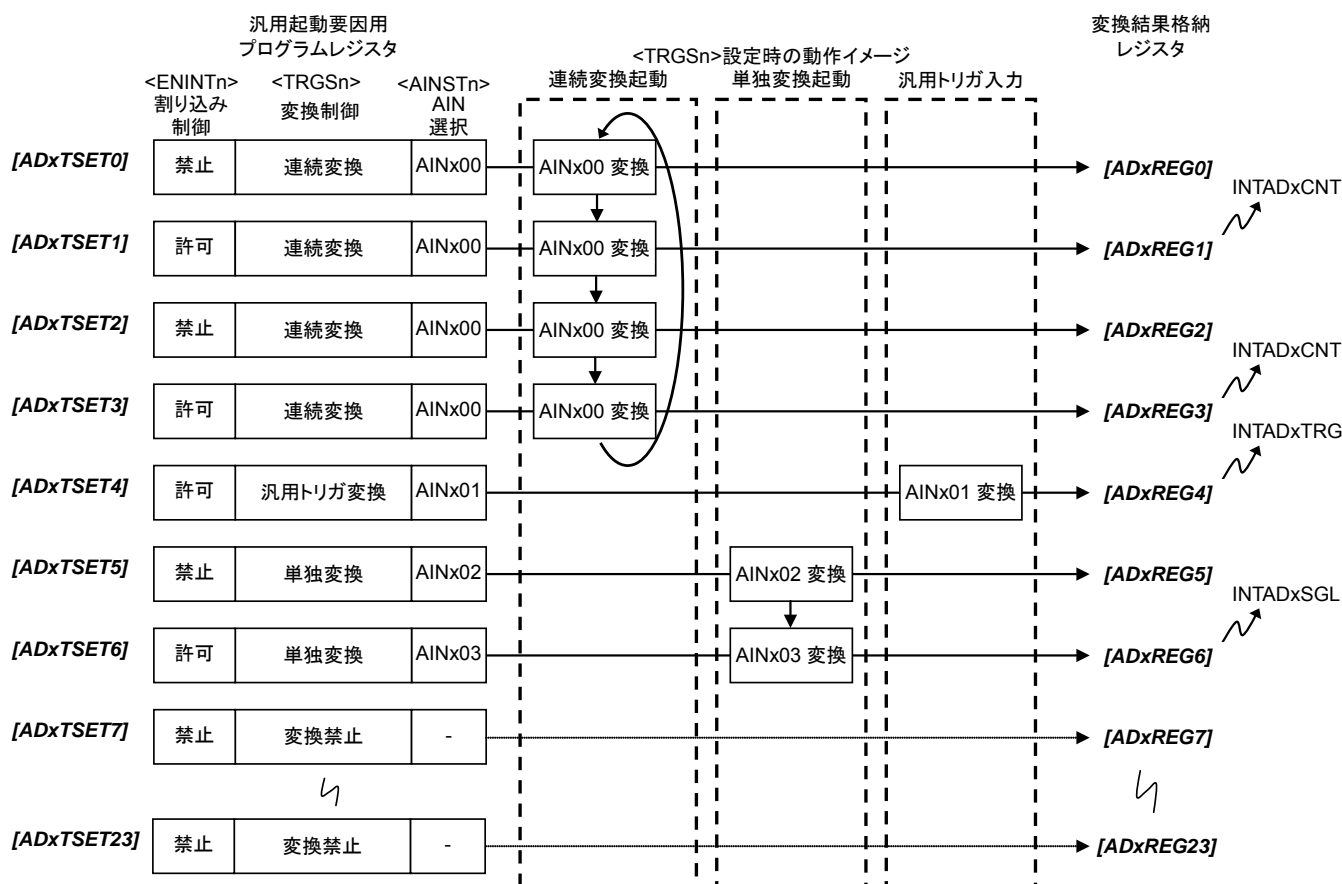 汎用起動要因用
プログラムレジスタ
変換結果格納
レジスタ
<TRGSn>設定時の動作イメージ
<ENINTn>
割り込み
制御
<TRGSn>
変換制御
<AINSTn>
AIN
選択
連続変換起動
単独変換起動
汎用トリガ入力
[ADxTSET0] 禁止 連続変換 AINx00 AINx00 変換 [ADxREG0]
INTADxCNT
[ADxTSET1] 許可 連続変換 AINx00 AINx00 変換 [ADxREG1]
[ADxTSET2] 禁止 連続変換 AINx00 AINx00 変換 [ADxREG2]
INTADxCNT
[ADxTSET3] 許可 連続変換 AINx00 AINx00 変換 [ADxREG3]
INTADxTRG
[ADxTSET4] 許可 汎用トリガ変換 AINx01 AINx01 変換 [ADxREG4]
[ADxTSET5] 禁止 単独変換 AINx02 AINx02 変換 [ADxREG5]
INTADxSGL
[ADxTSET6] 許可 単独変換 AINx03 AINx03 変換 [ADxREG6]
[ADxTSET7] 禁止 変換禁止 - [ADxREG7]
[ADxTSET23] 禁止 変換禁止 - [ADxREG23]